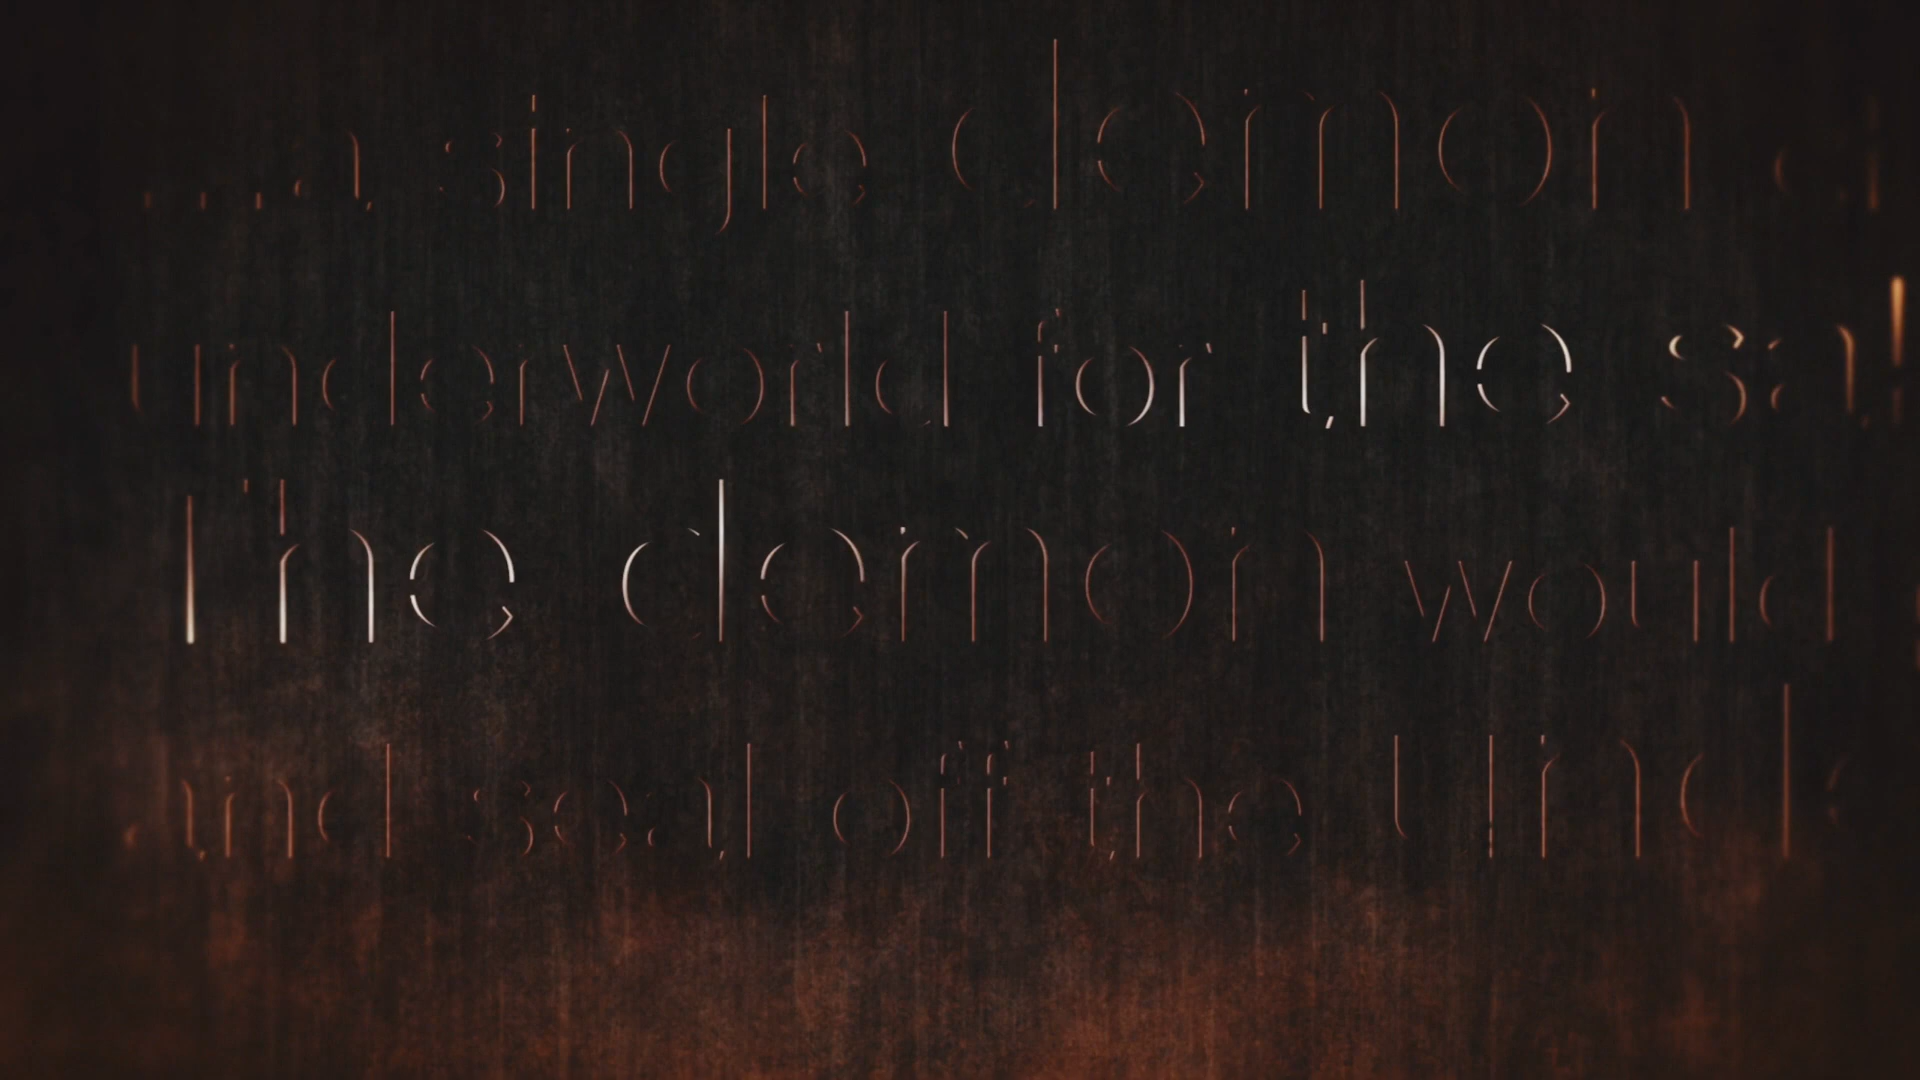 ...a single demon
underworld for the
The demon would
and seal off the